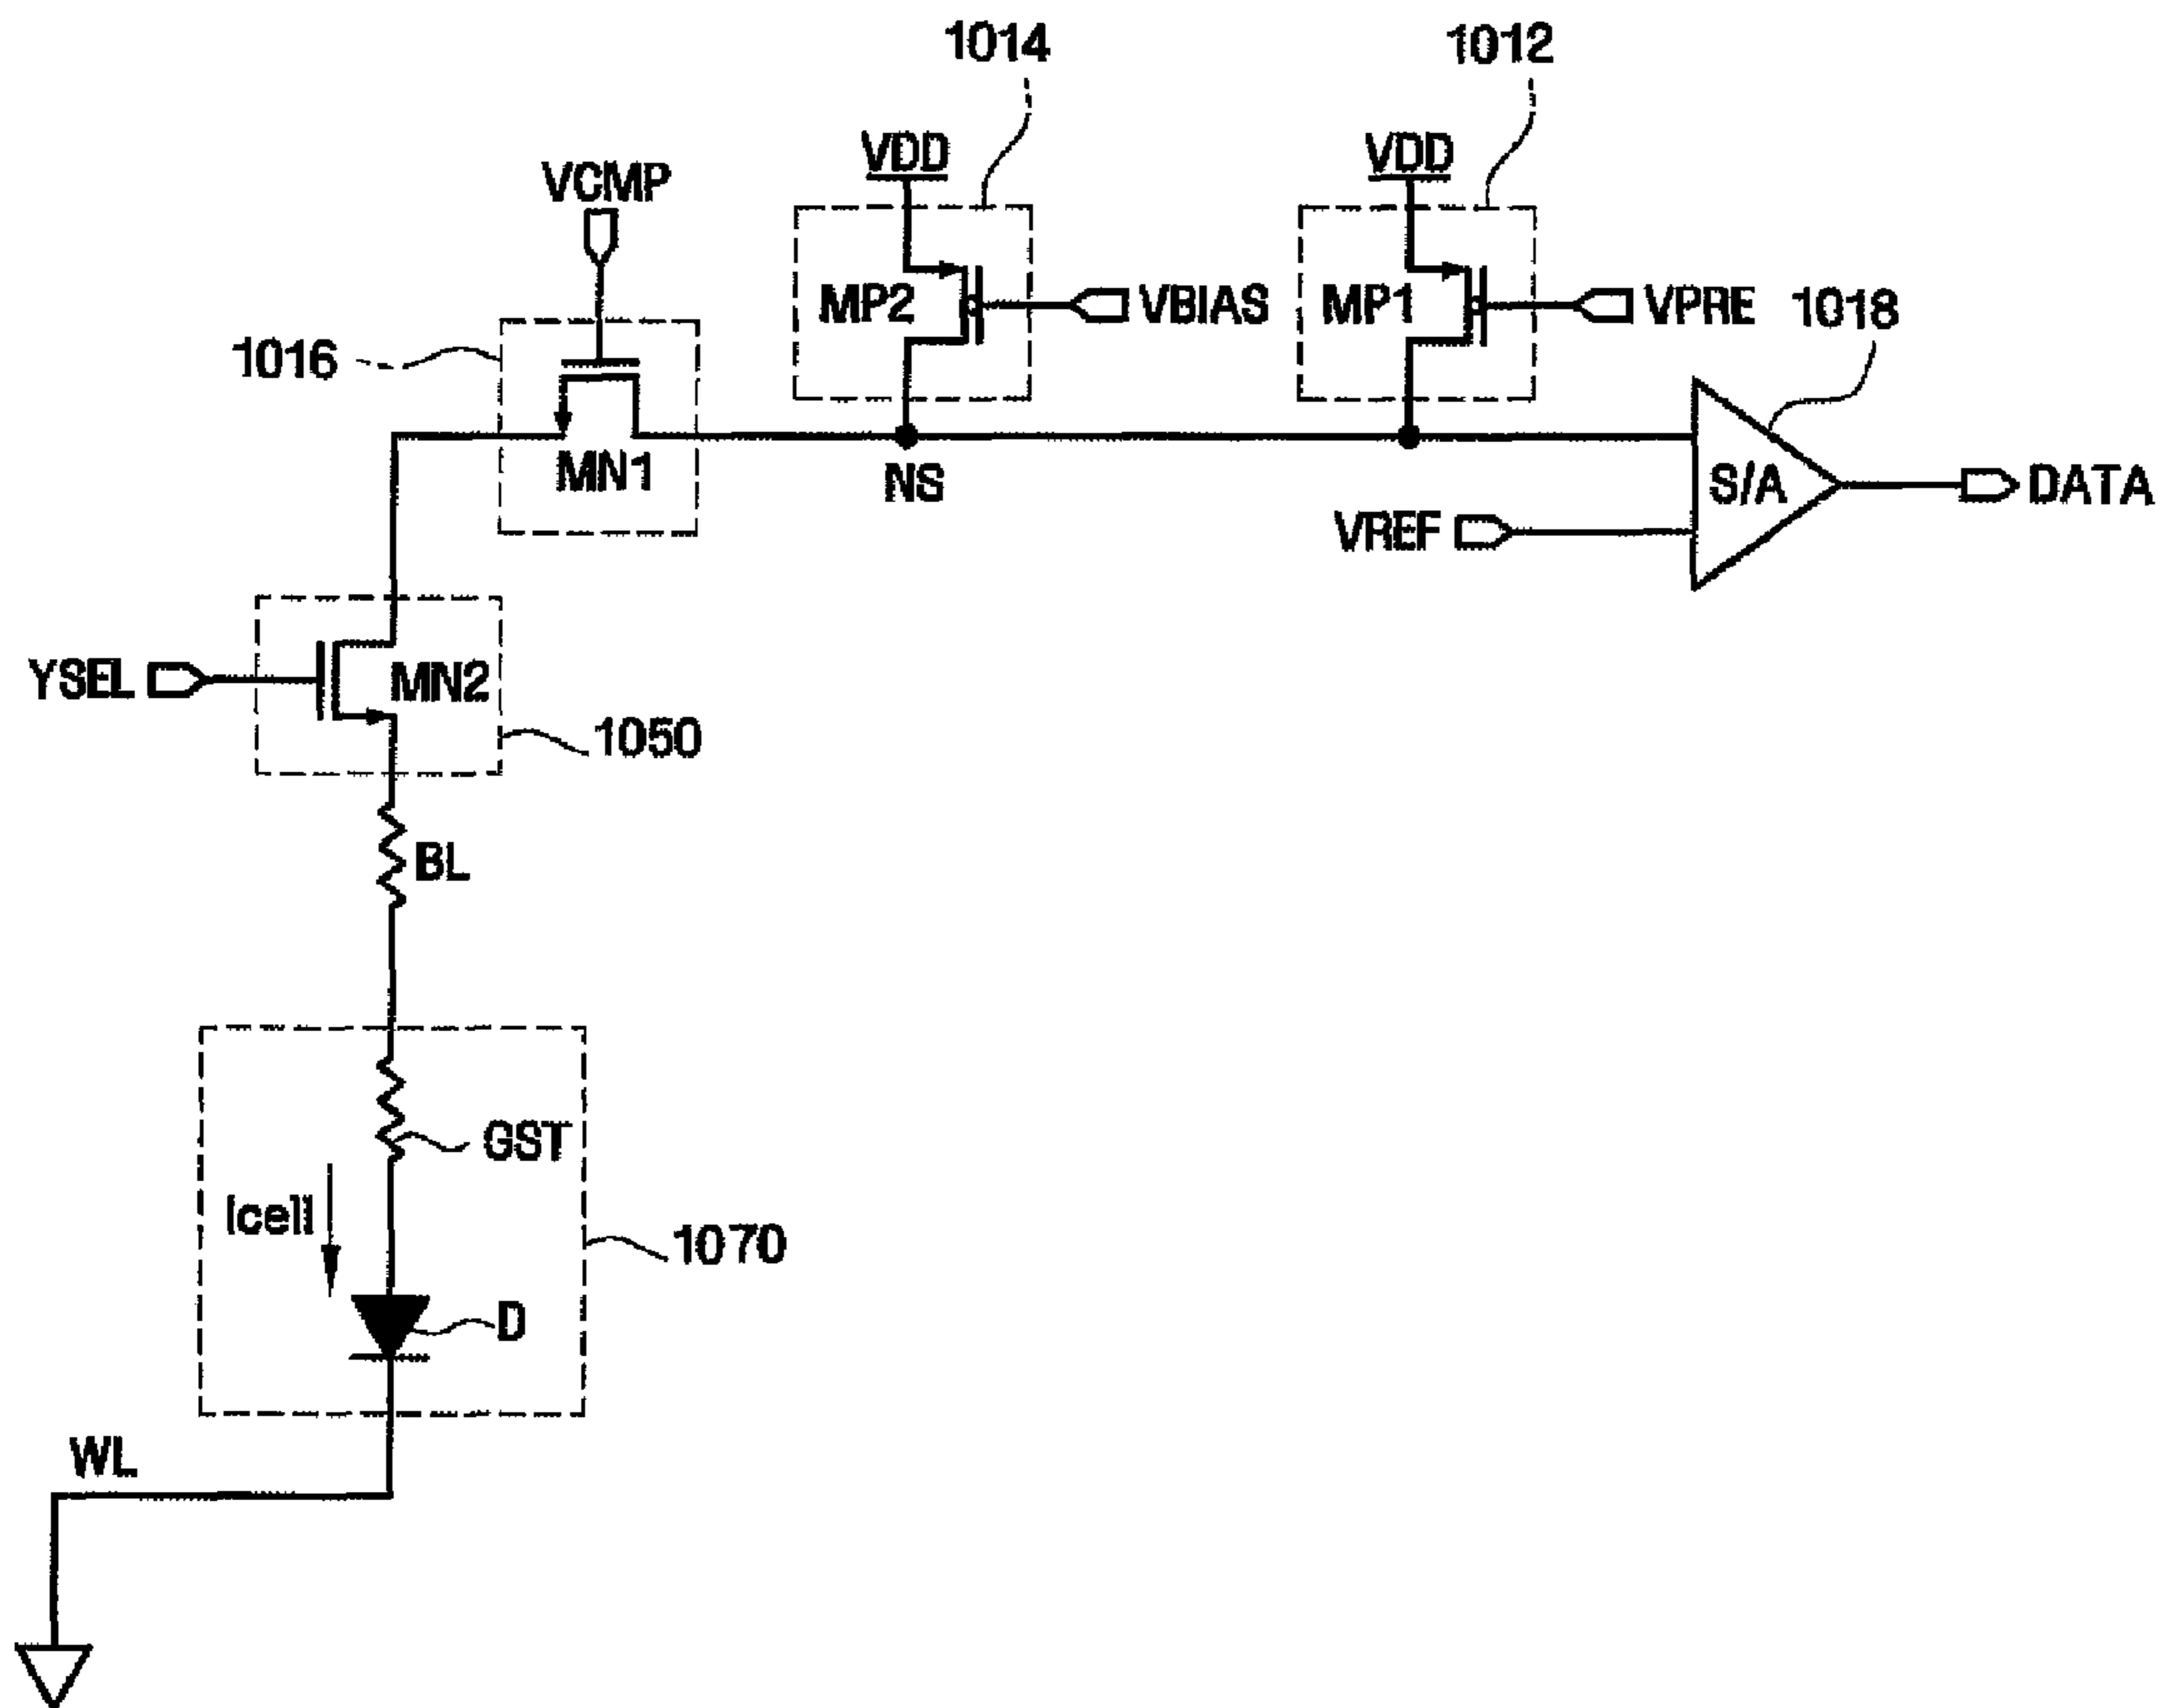 1014
1012
VDD
VDD
VCMP
MP2
VBIAS
MP1
VPRE
1018
1016
MN1
NS
S/A
DATA
VREF
YSEL
MN2
1050
BL
GST
Icell
1070
D
WL